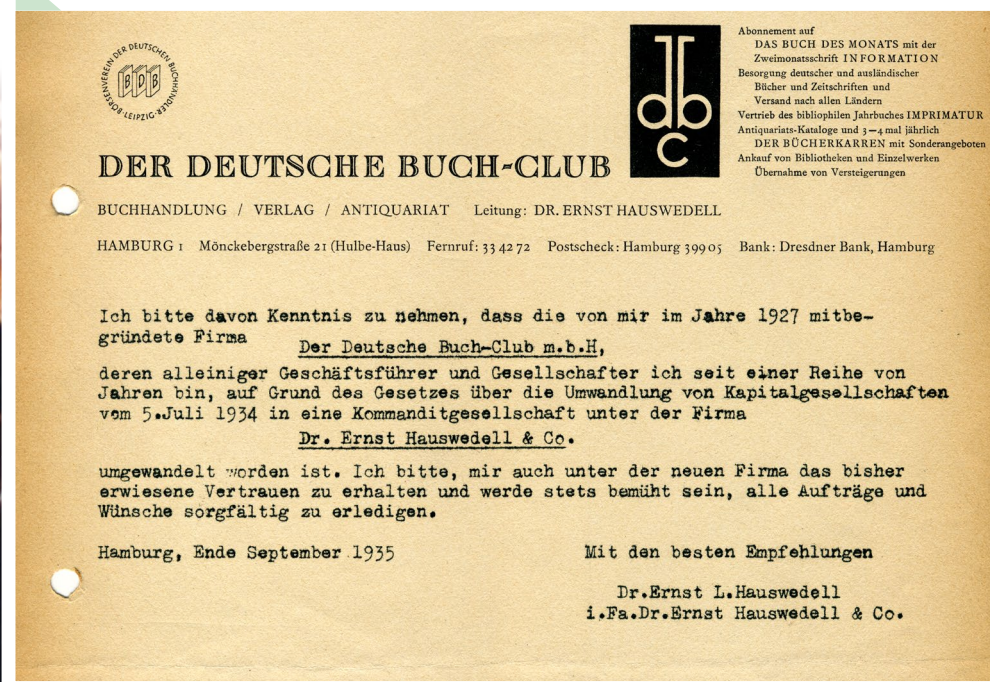 BÖRSENVEREIN DER DEUTSCHEN BUCHHÄNDLER · LEIPZIG ·
BDB
dbc
Abonnement auf
DAS BUCH DES MONATS mit der
Zweimonatsschrift INFORMATION
Besorgung deutscher und ausländischer
Bücher und Zeitschriften und
Versand nach allen Ländern
Vertrieb des bibliophilen Jahrbuches IMPRIMATUR
Antiquariats-Kataloge und 3—4 mal jährlich
DER BÜCHERKARREN mit Sonderangeboten
Ankauf von Bibliotheken und Einzelwerken
Übernahme von Versteigerungen
DER DEUTSCHE BUCH-CLUB
BUCHHANDLUNG / VERLAG / ANTIQUARIAT Leitung: DR. ERNST HAUSWEDELL
HAMBURG 1 Mönckebergstraße 21 (Hulbe-Haus) Fernruf: 33 42 72 Postscheck: Hamburg 399 05 Bank: Dresdner Bank, Hamburg
Ich bitte davon Kenntnis zu nehmen, dass die von mir im Jahre 1927 mitbe-
gründete Firma
Der Deutsche Buch-Club m.b.H,
deren alleiniger Geschäftsführer und Gesellschafter ich seit einer Reihe von
Jahren bin, auf Grund des Gesetzes über die Umwandlung von Kapitalgesellschaften
vom 5.Juli 1934 in eine Kommanditgesellschaft unter der Firma
Dr. Ernst Hauswedell & Co.
umgewandelt worden ist. Ich bitte, mir auch unter der neuen Firma das bisher
erwiesene Vertrauen zu erhalten und werde stets bemüht sein, alle Aufträge und
Wünsche sorgfältig zu erledigen.
Hamburg, Ende September 1935
Mit den besten Empfehlungen
Dr.Ernst L.Hauswedell
i.Fa.Dr.Ernst Hauswedell & Co.